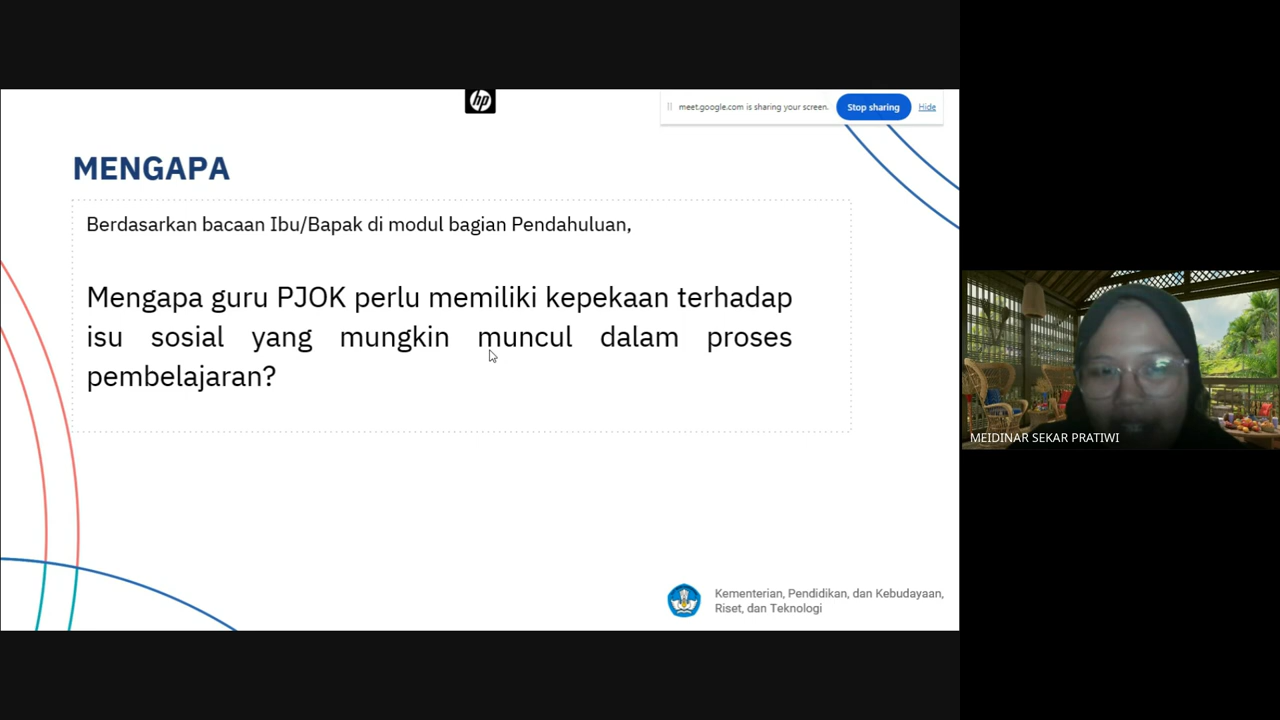 hp
meet.google.com is sharing your screen.
Stop sharing
Hide
MENGAPA
Berdasarkan bacaan Ibu/Bapak di modul bagian Pendahuluan,
Mengapa guru PJOK perlu memiliki kepekaan terhadap
isu sosial yang mungkin muncul dalam proses
pembelajaran?
MEIDINAR SEKAR PRATIWI
Kementerian, Pendidikan, dan Kebudayaan,
Riset, dan Teknologi